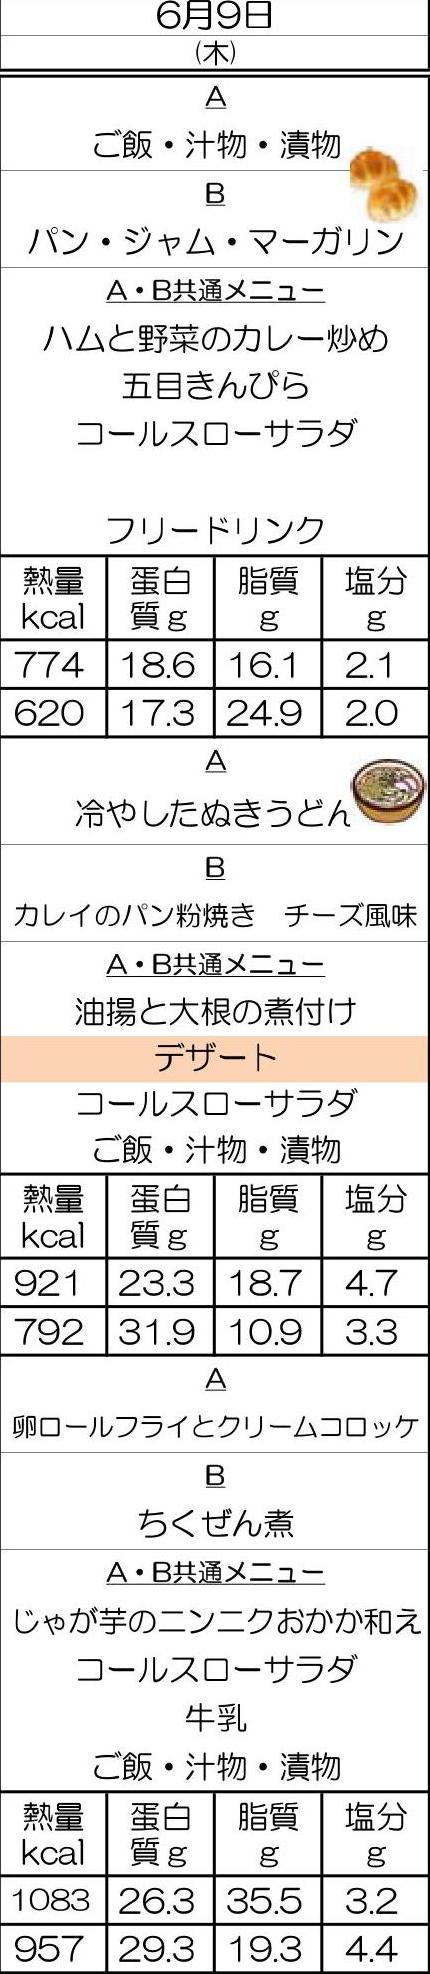 6月9日
(木)
A
ご飯・汁物・漬物
B
パン・ジャム・マーガリン
A・B共通メニュー
ハムと野菜のカレー炒め
五目きんぴら
コールスローサラダ
フリードリンク
熱量 蛋白 脂質 塩分
kcal 質g g g
774 18.6 16.1 2.1
620 17.3 24.9 2.0
A
冷やしたぬきうどん
B
カレイのパン粉焼き　チーズ風味
A・B共通メニュー
油揚と大根の煮付け
デザート
コールスローサラダ
ご飯・汁物・漬物
熱量 蛋白 脂質 塩分
kcal 質g g g
921 23.3 18.7 4.7
792 31.9 10.9 3.3
A
卵ロールフライとクリームコロッケ
B
ちくぜん煮
A・B共通メニュー
じゃが芋のニンニクおかか和え
コールスローサラダ
牛乳
ご飯・汁物・漬物
熱量 蛋白 脂質 塩分
kcal 質g g g
1083 26.3 35.5 3.2
957 29.3 19.3 4.4